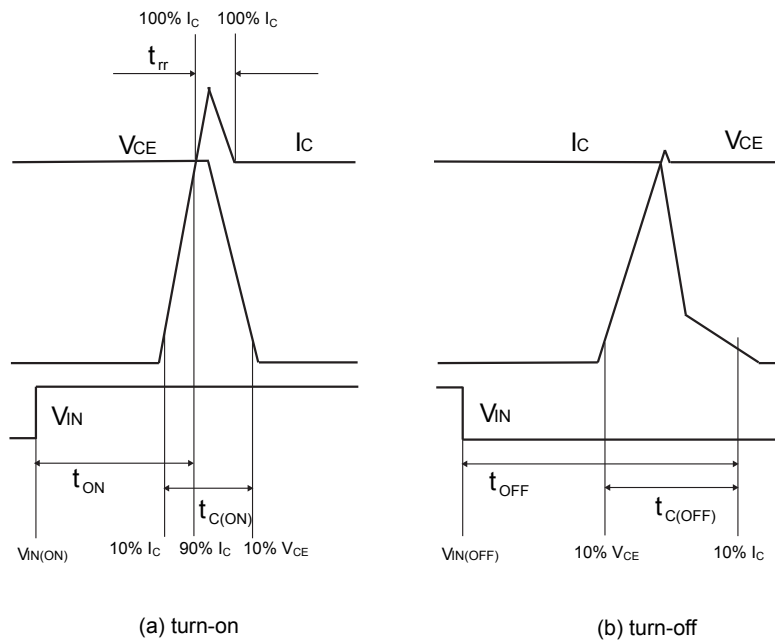 100% IC 100% IC
trr
VCE IC
IC VCE
VIN
VIN
tON
tC(ON)
tOFF
tC(OFF)
VIN(ON) 10% IC 90% IC 10% VCE
VIN(OFF) 10% VCE 10% IC
(a) turn-on
(b) turn-off